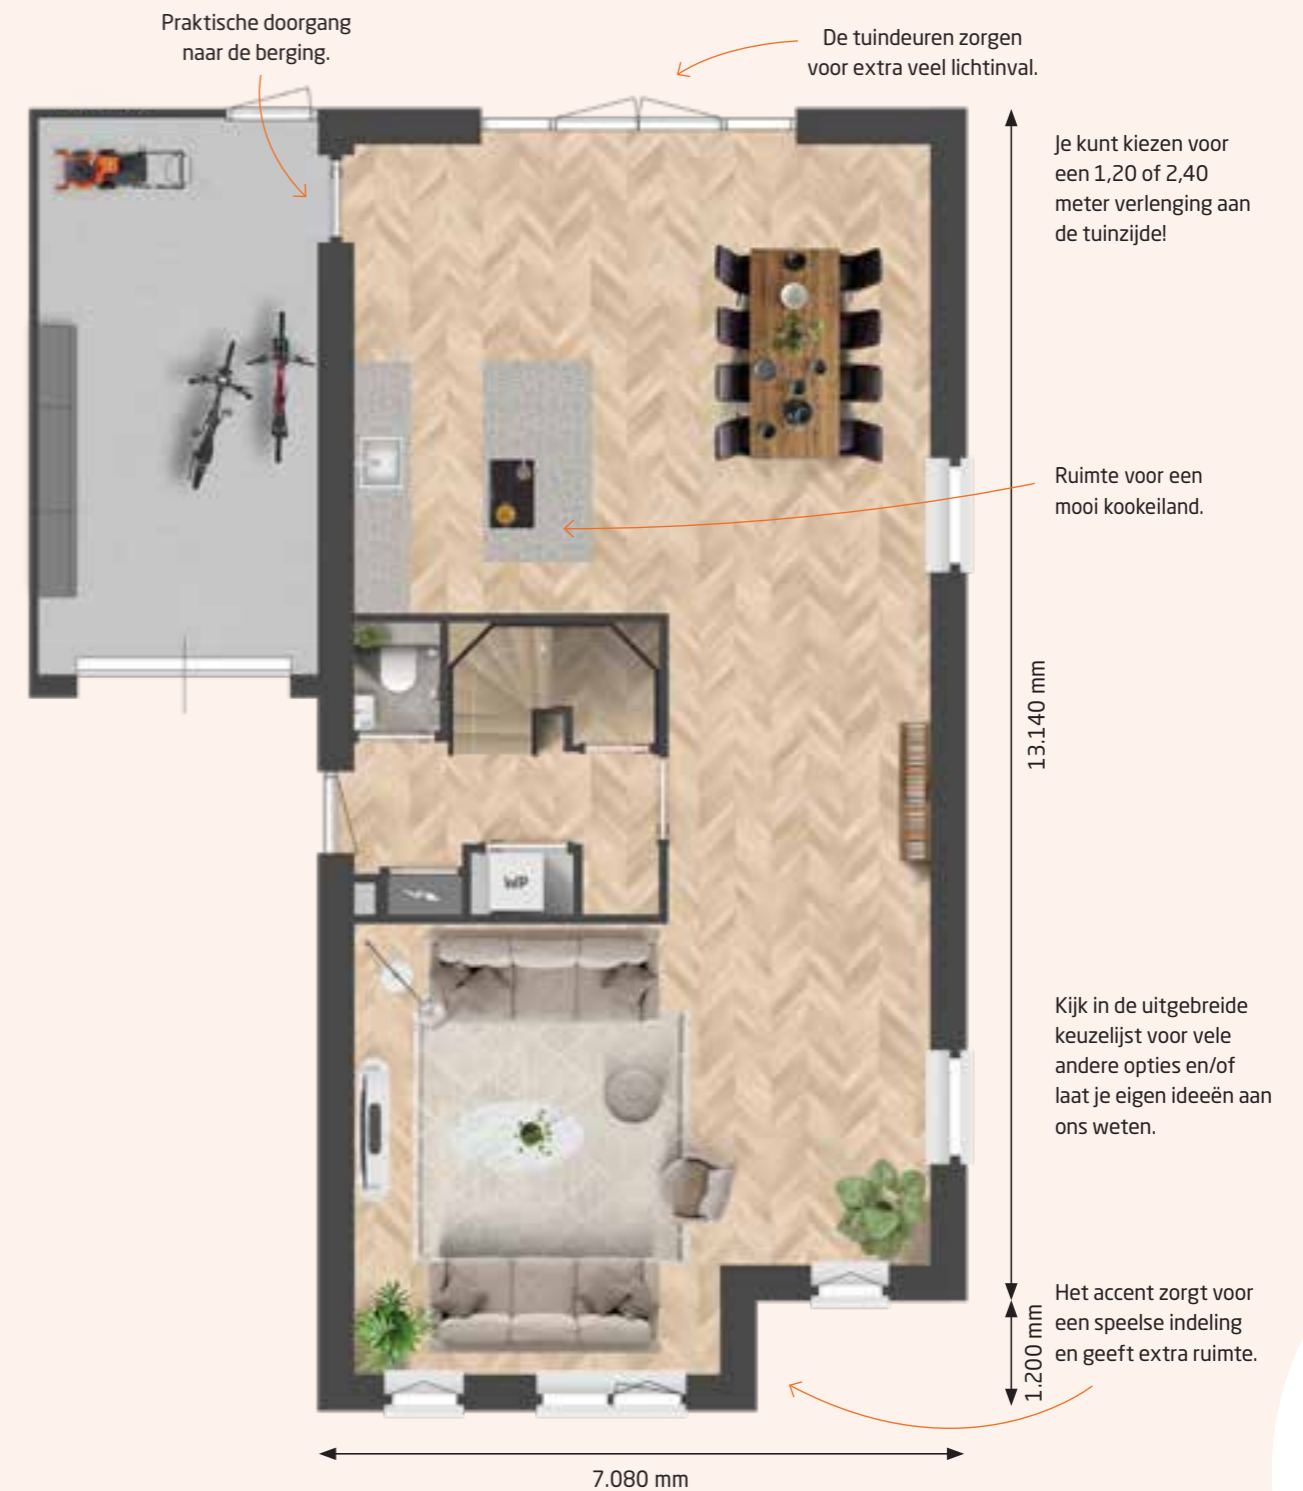 Praktische doorgang
naar de berging.
De tuindeuren zorgen
voor extra veel lichtinval.
Je kunt kiezen voor
een 1,20 of 2,40
meter verlenging aan
de tuinzijde!
Ruimte voor een
mooi kookeiland.
13.140 mm
WP
Kijk in de uitgebreide
keuzelijst voor vele
andere opties en/of
laat je eigen ideeën aan
ons weten.
Het accent zorgt voor
een speelse indeling
en geeft extra ruimte.
1.200 mm
7.080 mm